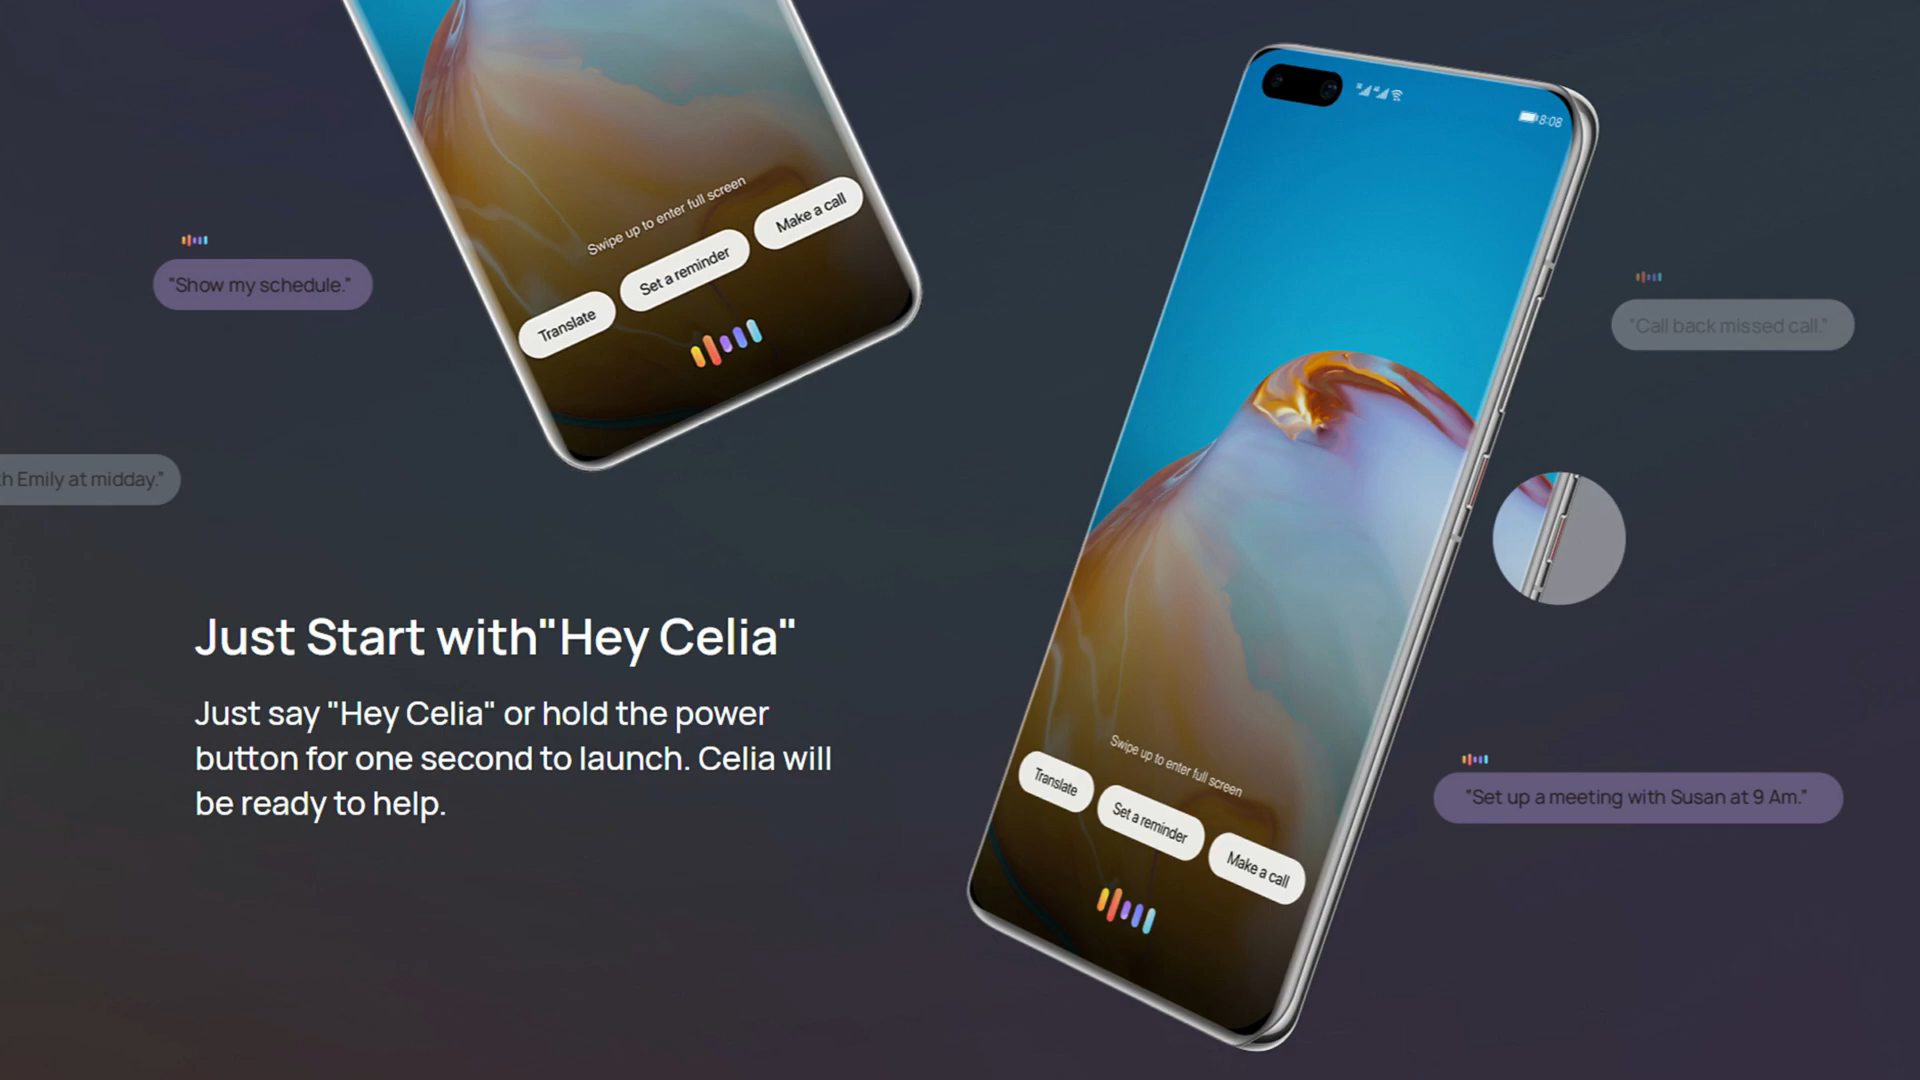 Swipe up to enter full screen
Translate
Set a reminder
Make a call
8:08
"Show my schedule."
"Call back missed call."
h Emily at midday."
Just Start with"Hey Celia"
Just say "Hey Celia" or hold the power
button for one second to launch. Celia will
be ready to help.
Swipe up to enter full screen
Translate
Set a reminder
Make a call
"Set up a meeting with Susan at 9 Am."